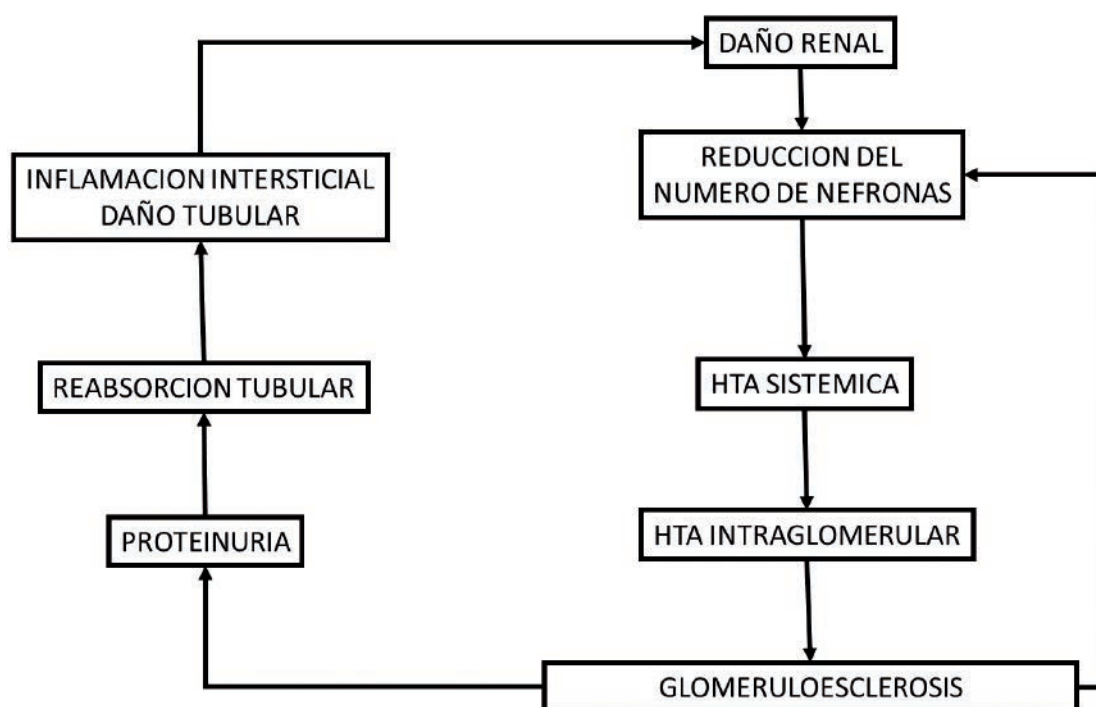 DAÑO RENAL
REDUCCION DEL
NUMERO DE NEFRONAS
INFLAMACION INTERSTICIAL
DAÑO TUBULAR
HTA SISTEMICA
REABSORCION TUBULAR
HTA INTRAGLOMERULAR
PROTEINURIA
GLOMERULOESCLEROSIS